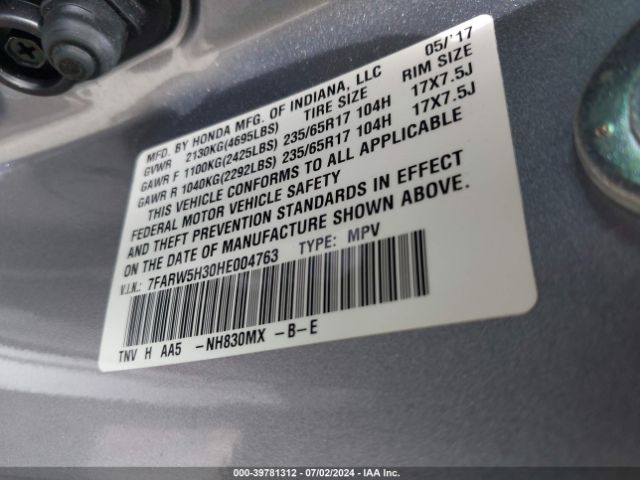 MFD. BY HONDA MFG. OF INDIANA, LLC 05/'17
GVWR 2130KG(4695LBS) TIRE SIZE RIM SIZE
GAWR F 1100KG(2425LBS) 235/65R17 104H 17X7.5J
GAWR R 1040KG(2292LBS) 235/65R17 104H 17X7.5J
THIS VEHICLE CONFORMS TO ALL APPLICABLE
FEDERAL MOTOR VEHICLE SAFETY
AND THEFT PREVENTION STANDARDS IN EFFECT
ON THE DATE OF MANUFACTURE SHOWN ABOVE.
V.I.N.: 7FARW5H30HE004763 TYPE: MPV
TNV H AA5 -NH830MX -B-E
000-39781312 - 07/02/2024 - IAA Inc.